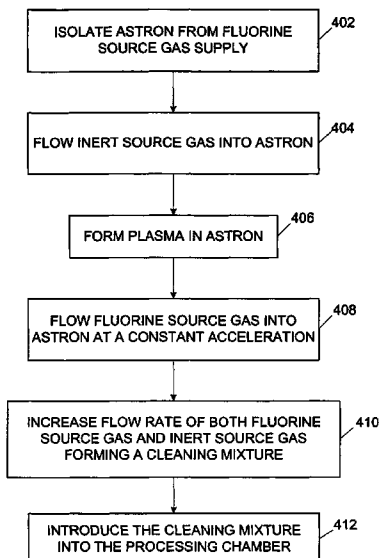 ISOLATE ASTRON FROM FLUORINE
SOURCE GAS SUPPLY
402
FLOW INERT SOURCE GAS INTO ASTRON
404
FORM PLASMA IN ASTRON
406
FLOW FLUORINE SOURCE GAS INTO
ASTRON AT A CONSTANT ACCELERATION
408
INCREASE FLOW RATE OF BOTH FLUORINE
SOURCE GAS AND INERT SOURCE GAS
FORMING A CLEANING MIXTURE
410
INTRODUCE THE CLEANING MIXTURE
INTO THE PROCESSING CHAMBER
412